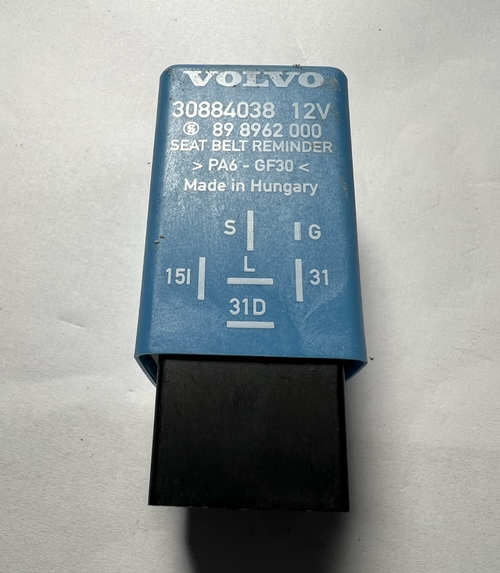 VOLVO
30884038 12V
S 89 8962 000
SEAT BELT REMINDER
> PA6 - GF30 <
Made in Hungary
S G
L
15I 31
31D